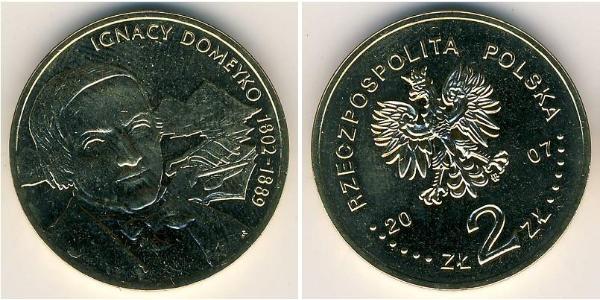 IGNACY DOMEYKO 1802-1889
RZECZPOSPOLITA POLSKA
20 07
ZŁ 2 ZŁ